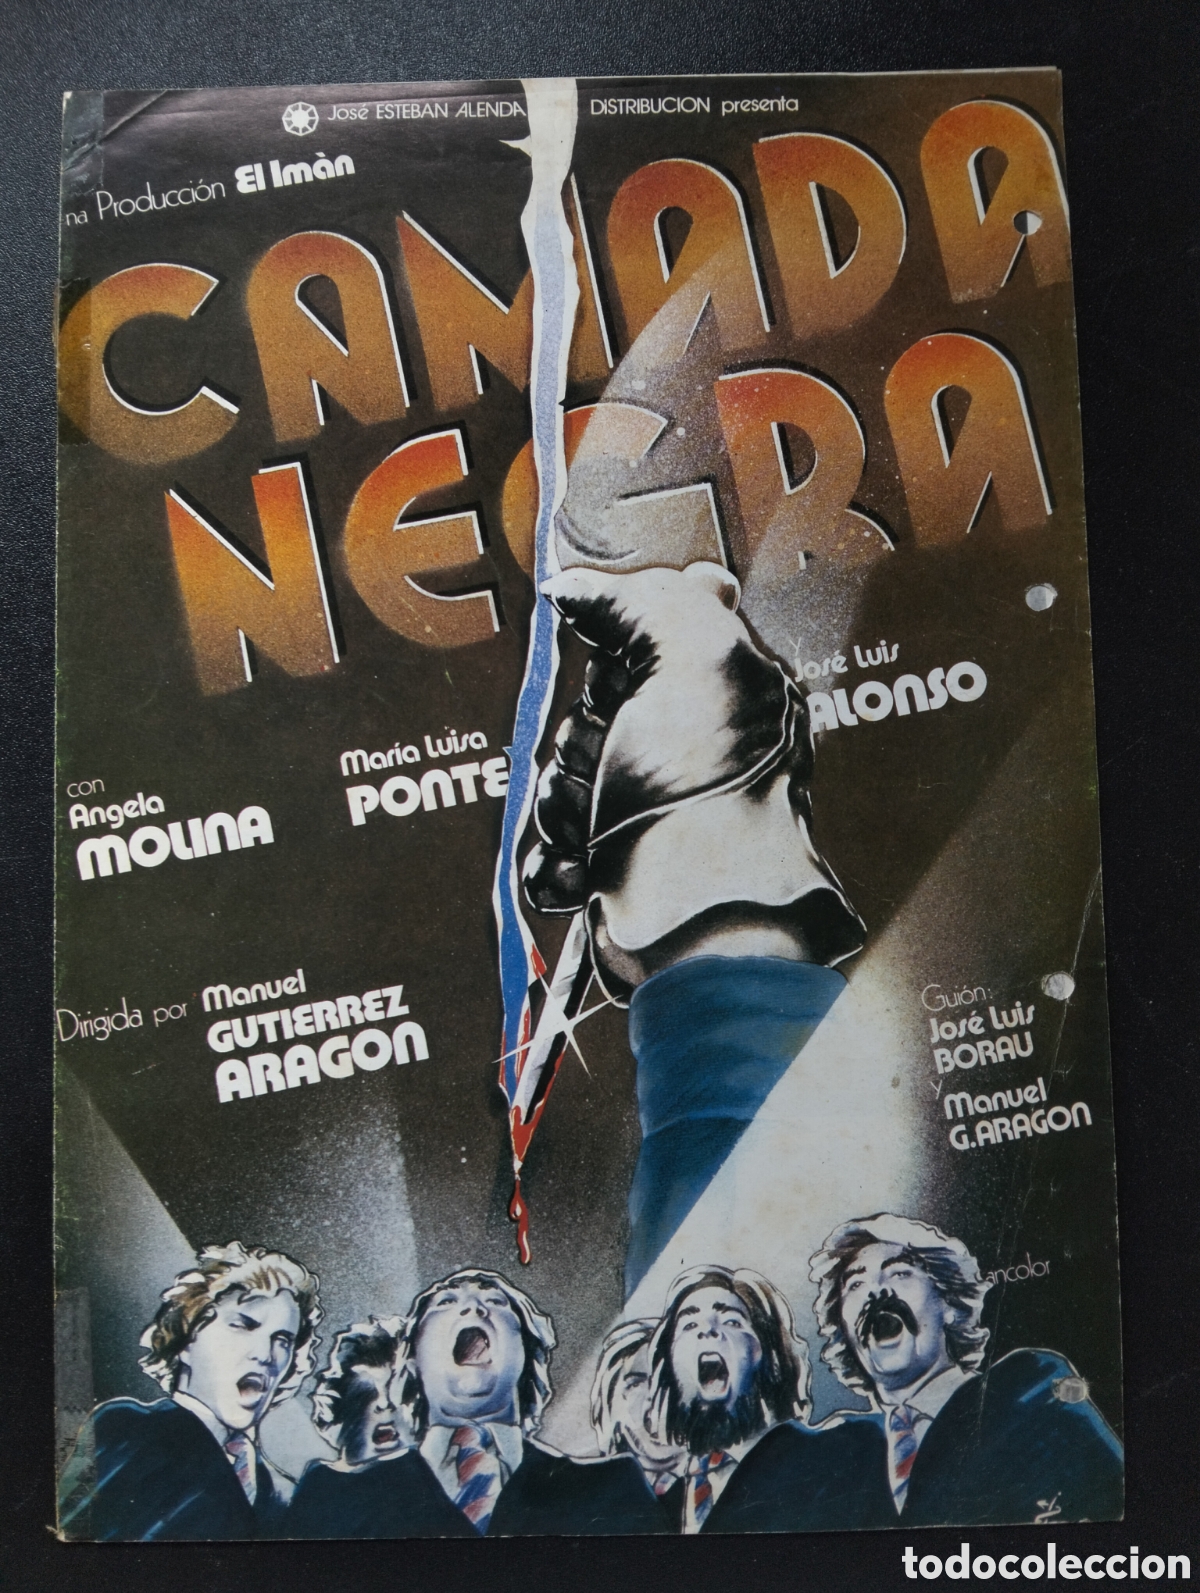 José ESTEBAN ALENDA DISTRIBUCION presenta
na Producción El Imàn
CAMADA
NEGRA
con
Angela
MOLINA
María Luisa
PONTE
y
José Luis
ALONSO
Dirigida por Manuel
GUTIERREZ
ARAGON
Guión:
José Luis
BORAU
y
Manuel
G.ARAGON
ancolor
todocoleccion